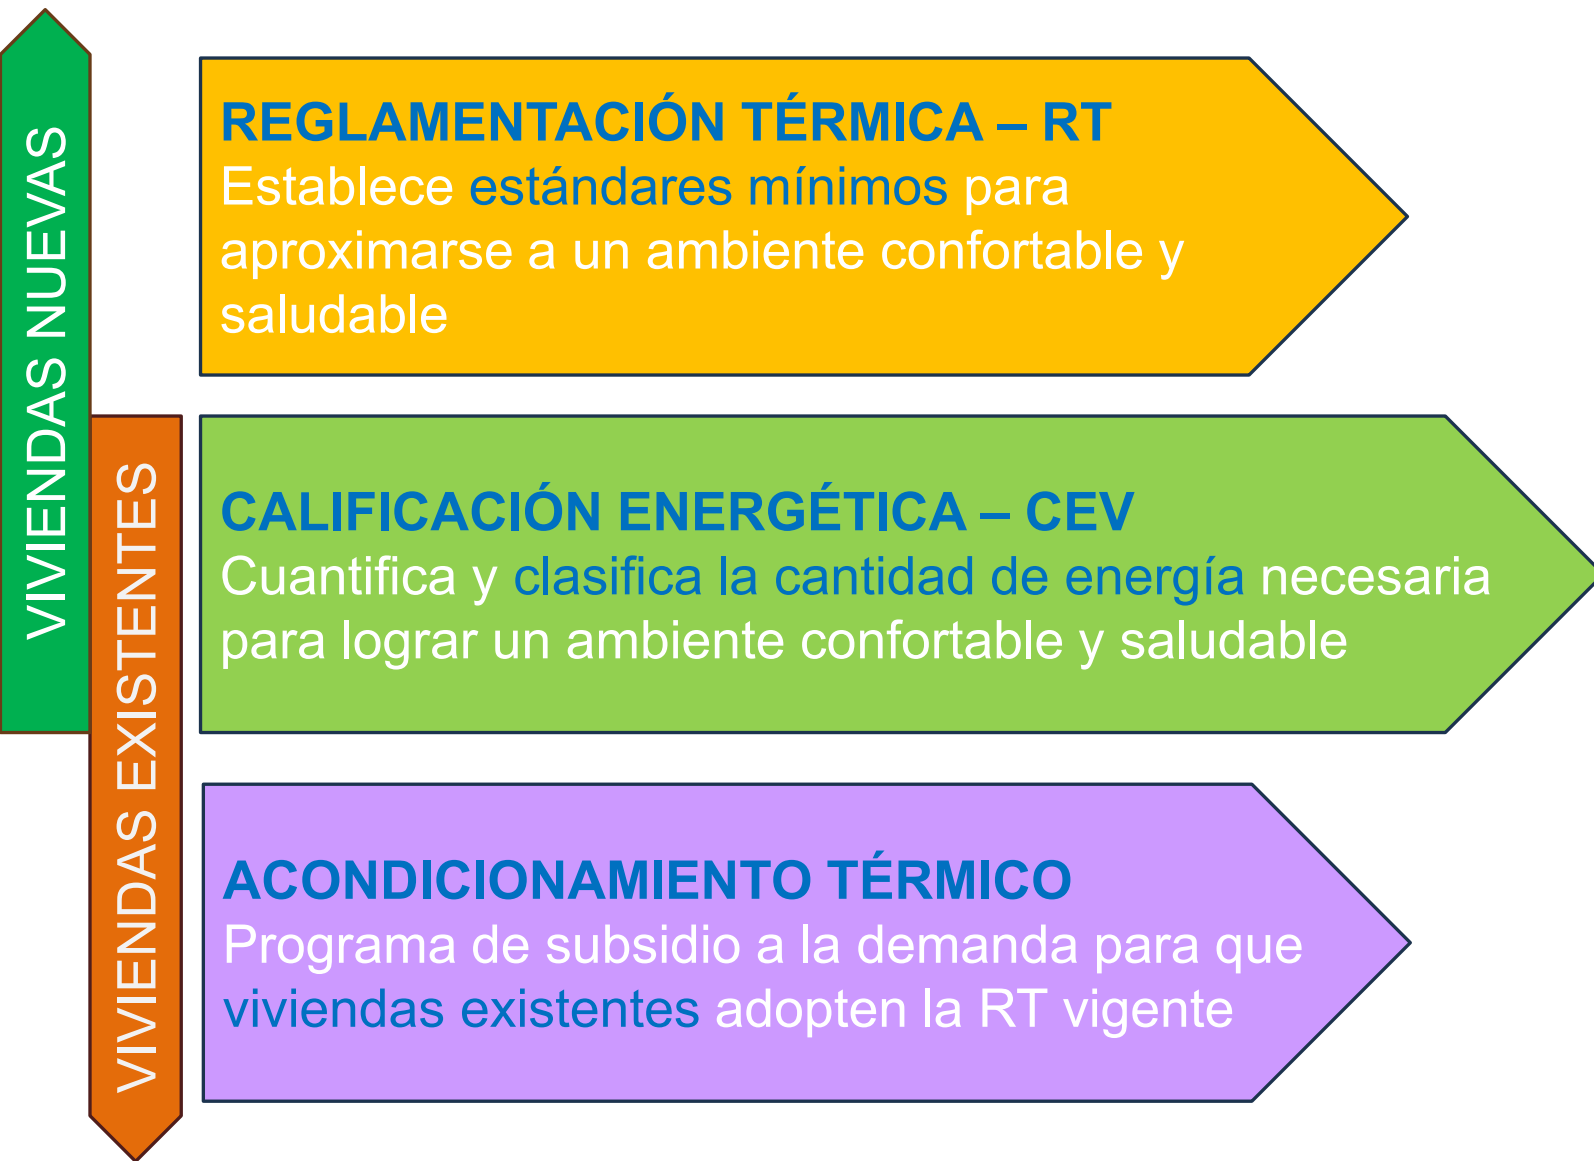 VIVIENDAS NUEVAS
VIVIENDAS EXISTENTES
REGLAMENTACIÓN TÉRMICA – RT
Establece estándares mínimos para
aproximarse a un ambiente confortable y
saludable
CALIFICACIÓN ENERGÉTICA – CEV
Cuantifica y clasifica la cantidad de energía necesaria
para lograr un ambiente confortable y saludable
ACONDICIONAMIENTO TÉRMICO
Programa de subsidio a la demanda para que
viviendas existentes adopten la RT vigente